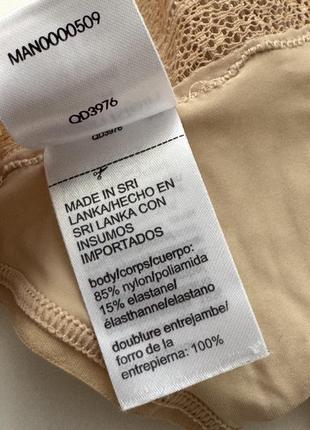 MAN0000509
QD3976
QD3976
MADE IN SRI
LANKA/HECHO EN
SRI LANKA CON
INSUMOS
IMPORTADOS
body/corps/cuerpo:
85% nylon/poliamida
15% elastane/
élasthanne/elastano
doublure entrejambe/
forro de la
entrepierna: 100%